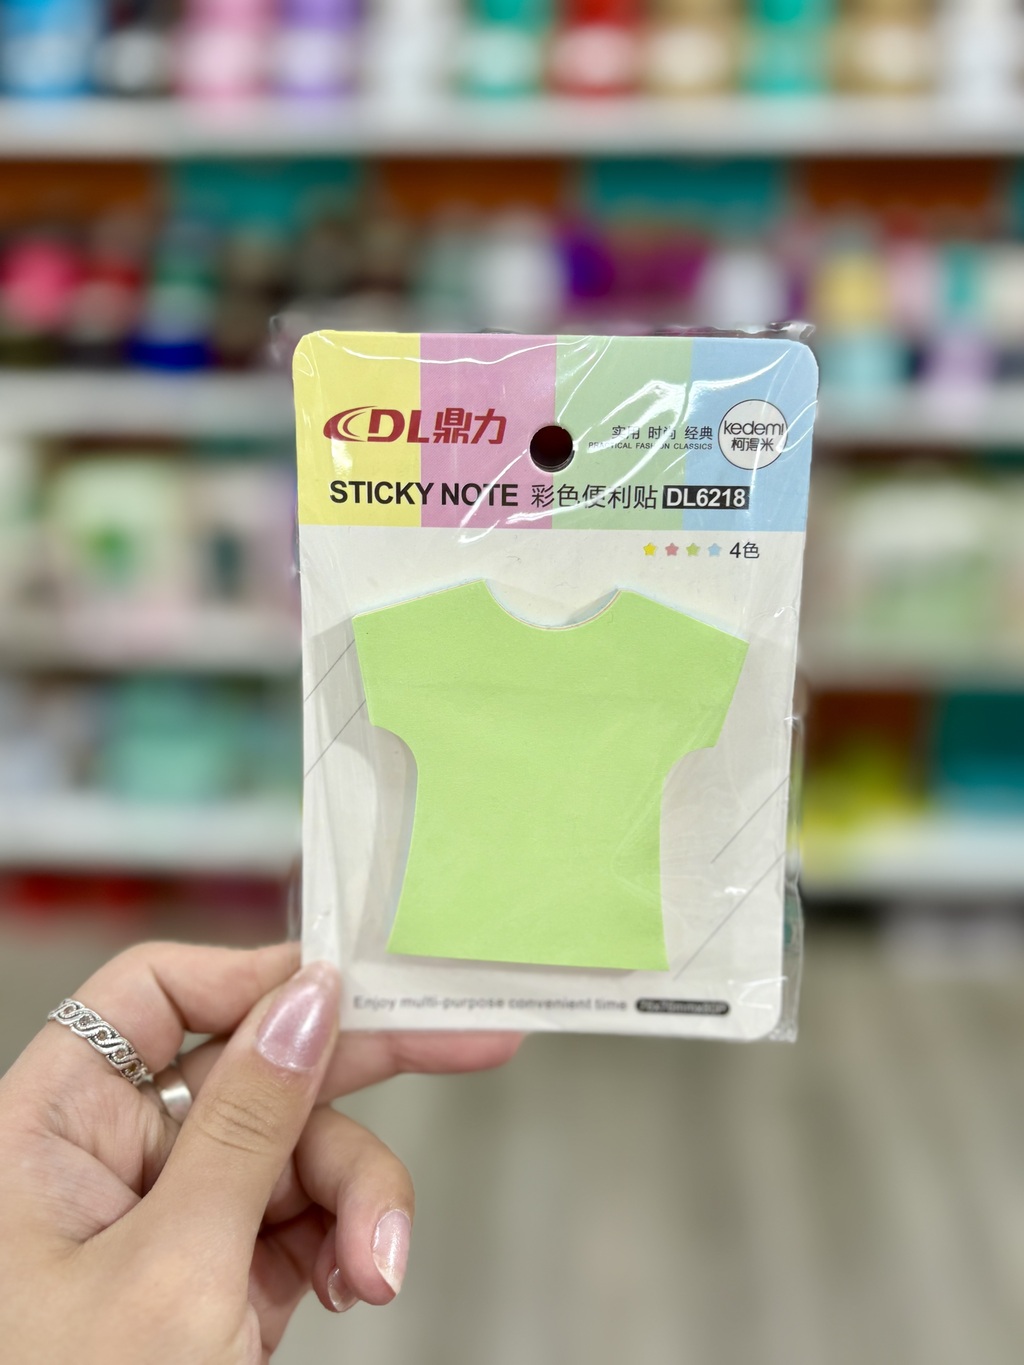 DL鼎力
实用 时尚 经典
PRACTICAL FASHION CLASSICS
kedemi
柯得米
STICKY NOTE 彩色便利贴 DL6218
4色
Enjoy multi-purpose convenient time